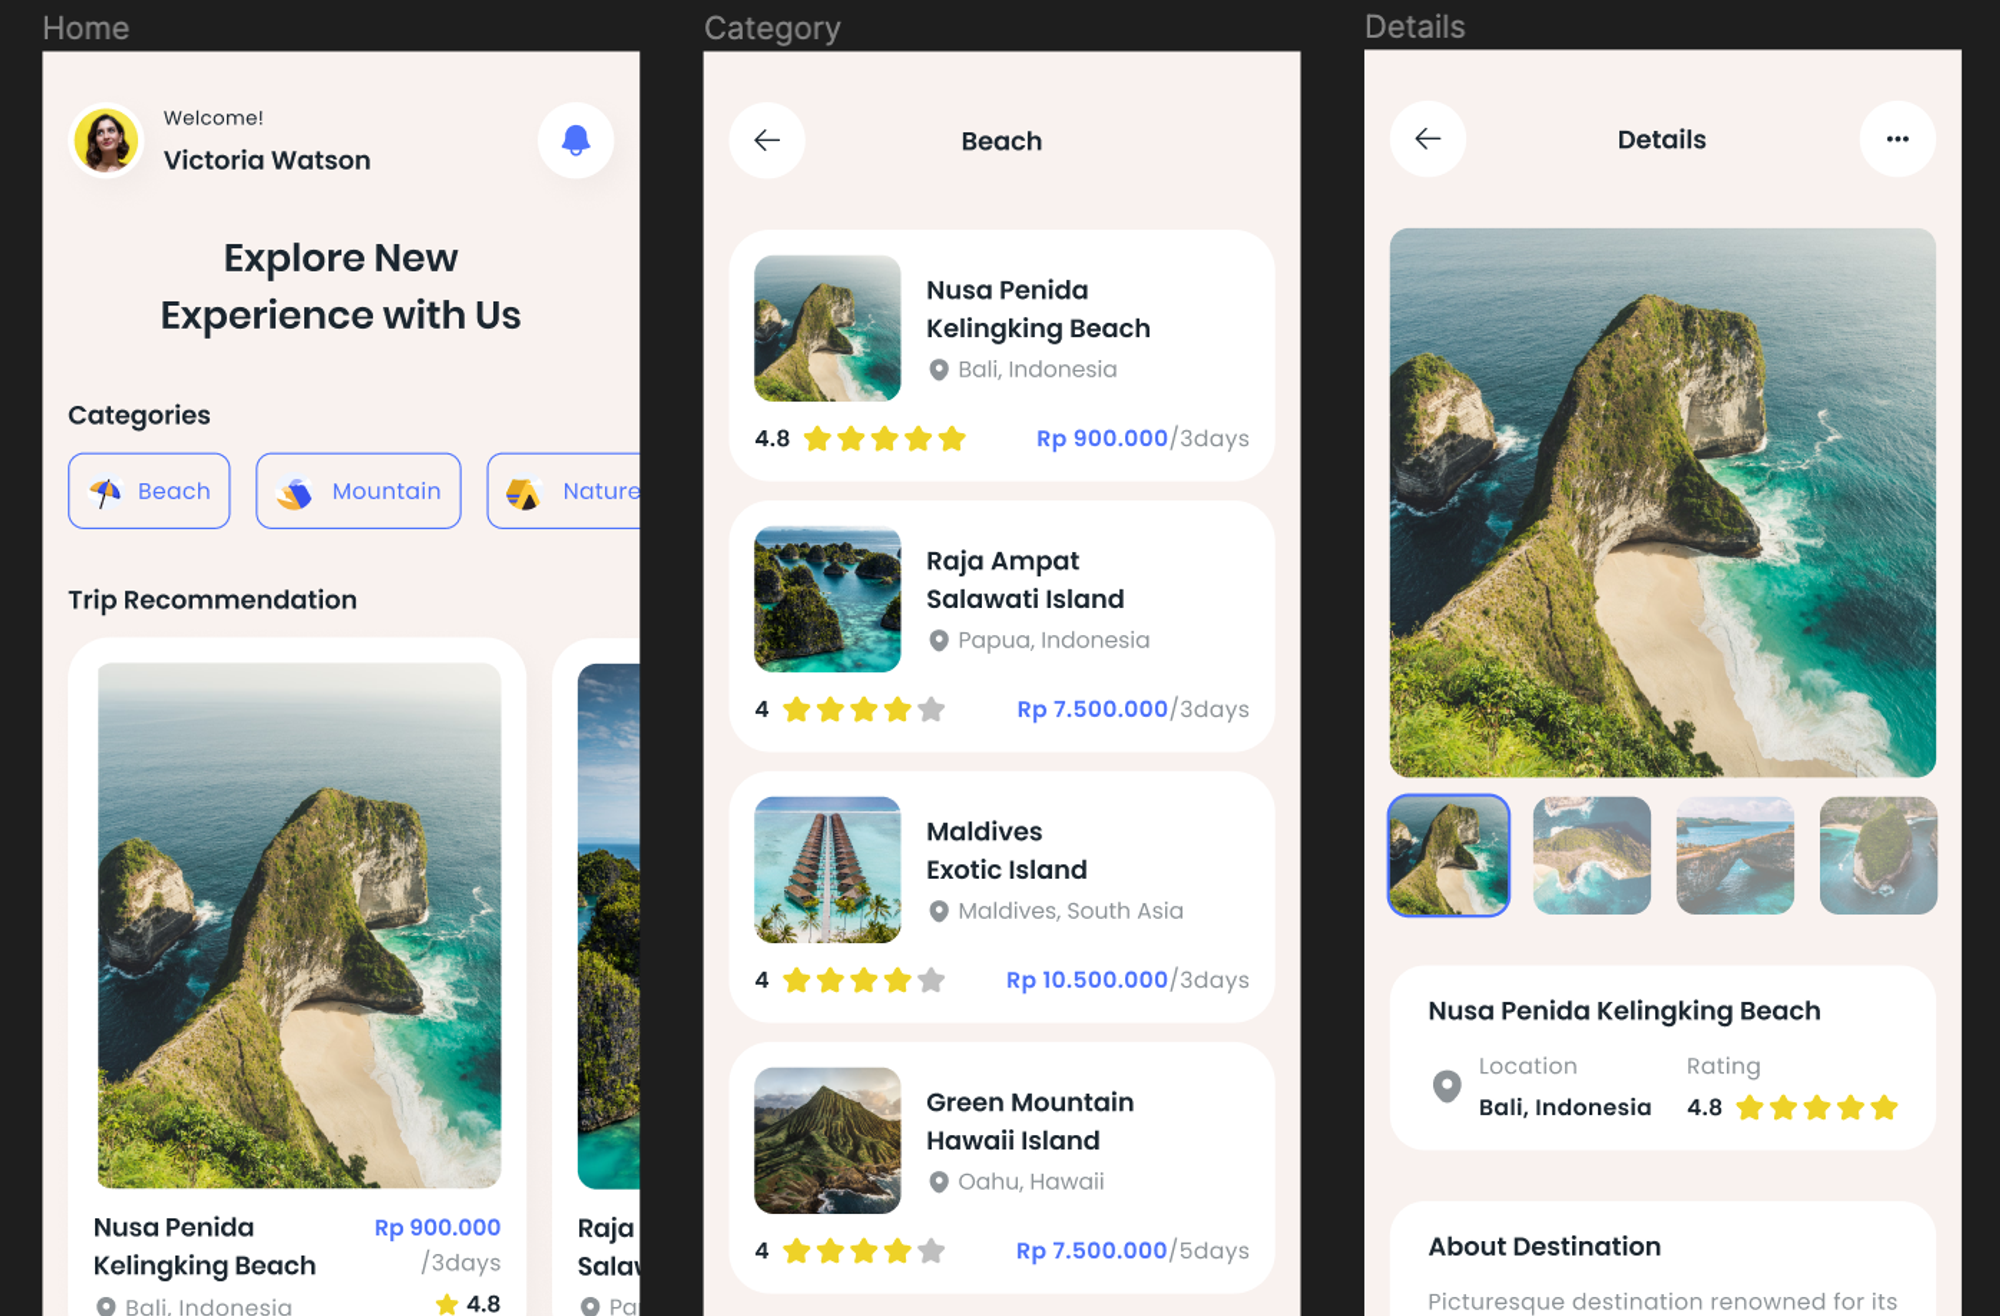 Home
Welcome!
Victoria Watson
Explore New
Experience with Us
Categories
Beach
Mountain
Nature
Trip Recommendation
Nusa Penida
Kelingking Beach
Rp 900.000
/3days
Bali, Indonesia
4.8
Raja
Category
Beach
Nusa Penida
Kelingking Beach
Bali, Indonesia
4.8
Rp 900.000/3days
Raja Ampat
Salawati Island
Papua, Indonesia
4
Rp 7.500.000/3days
Maldives
Exotic Island
Maldives, South Asia
4
Rp 10.500.000/3days
Green Mountain
Hawaii Island
Oahu, Hawaii
4
Rp 7.500.000/5days
Details
Details
Nusa Penida Kelingking Beach
Location
Bali, Indonesia
Rating
4.8
About Destination
Picturesque destination renowned for its